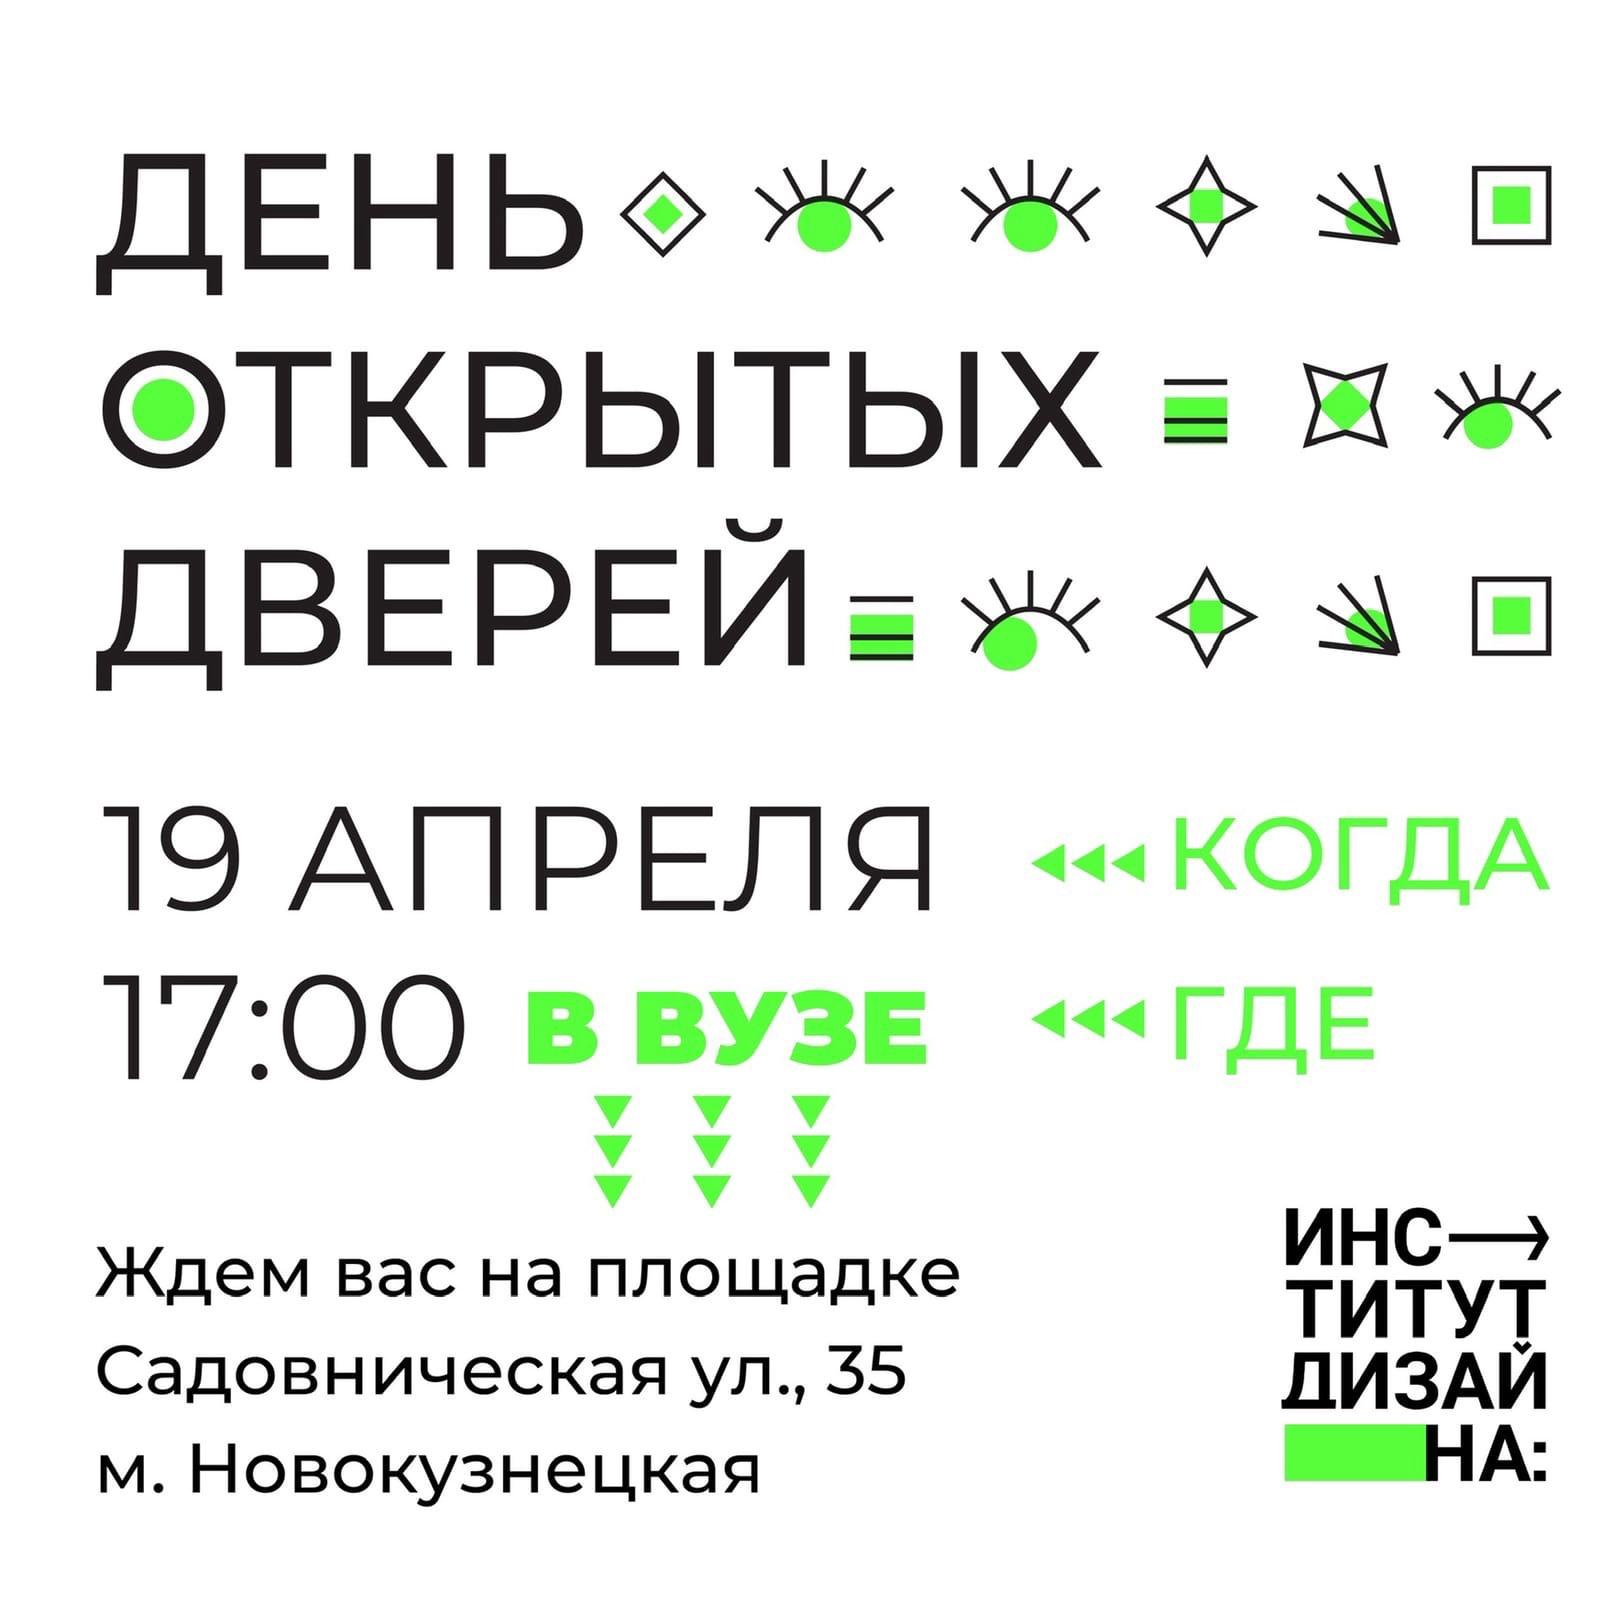 ДЕНЬ
ОТКРЫТЫХ
ДВЕРЕЙ
19 АПРЕЛЯ КОГДА
17:00 В ВУЗЕ ГДЕ
Ждем вас на площадке
Садовническая ул., 35
м. Новокузнецкая
ИНС
ТИТУТ
ДИЗАЙ
НА: